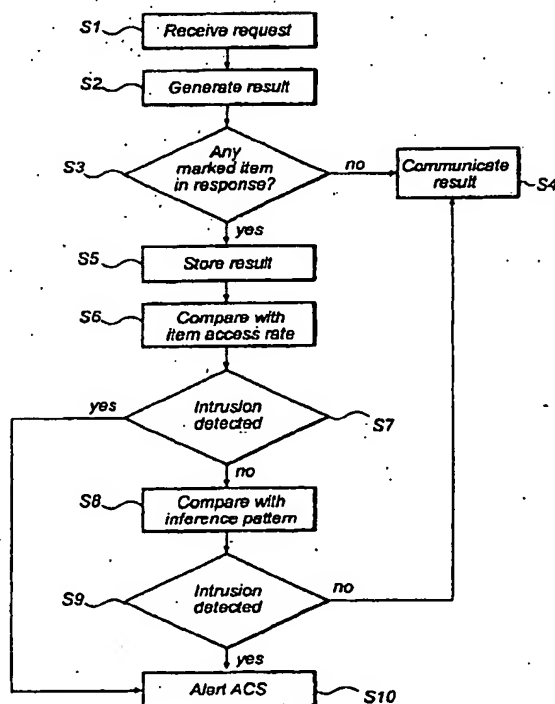 S1
Receive request
S2
Generate result
S3
Any
marked item
in response?
no
Communicate
result
S4
yes
S5
Store result
S6
Compare with
item access rate
yes
Intrusion
detected
S7
no
S8
Compare with
inference pattern
S9
Intrusion
detected
no
yes
Alert ACS
S10